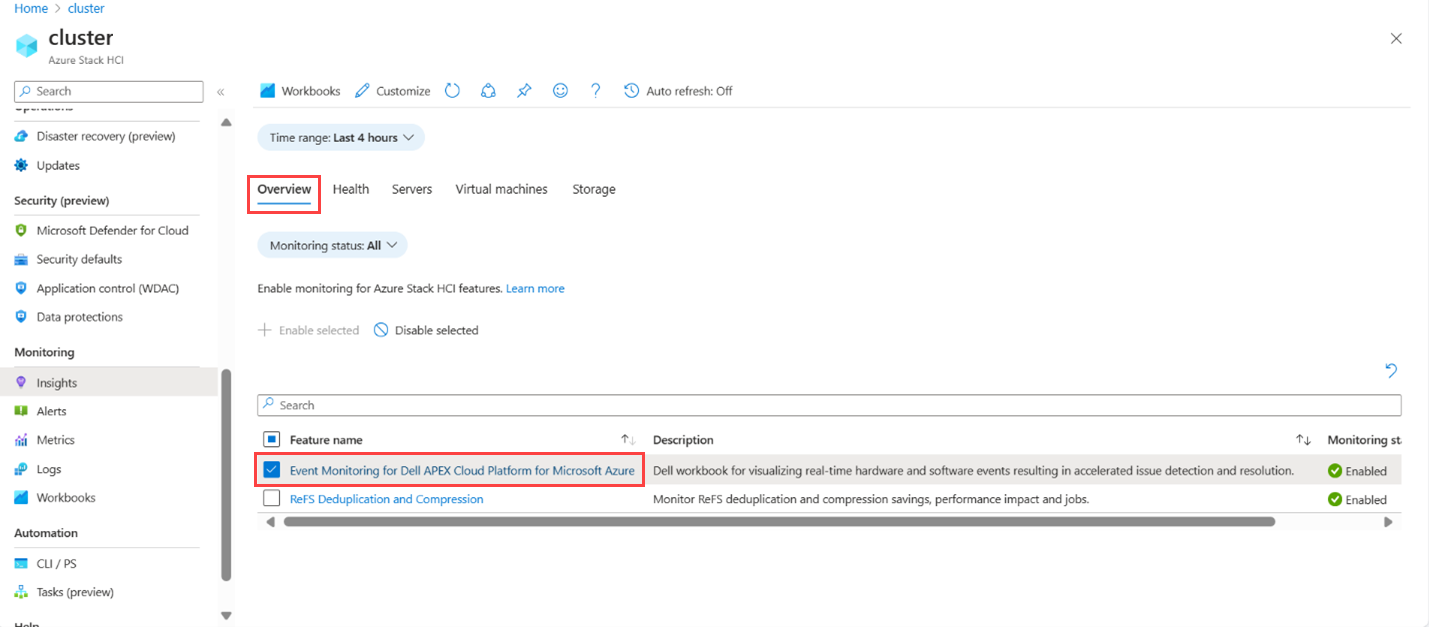 Home > cluster
cluster
Azure Stack HCI
Search «
Operations
Disaster recovery (preview)
Updates
Security (preview)
Microsoft Defender for Cloud
Security defaults
Application control (WDAC)
Data protections
Monitoring
Insights
Alerts
Metrics
Logs
Workbooks
Automation
CLI / PS
Tasks (preview)
Help
Workbooks Customize ? Auto refresh: Off
Time range: Last 4 hours
Overview Health Servers Virtual machines Storage
Monitoring status: All
Enable monitoring for Azure Stack HCI features. Learn more
Enable selected Disable selected
Search
Feature name Description Monitoring sta
Event Monitoring for Dell APEX Cloud Platform for Microsoft Azure Dell workbook for visualizing real-time hardware and software events resulting in accelerated issue detection and resolution. Enabled
ReFS Deduplication and Compression Monitor ReFS deduplication and compression savings, performance impact and jobs. Enabled